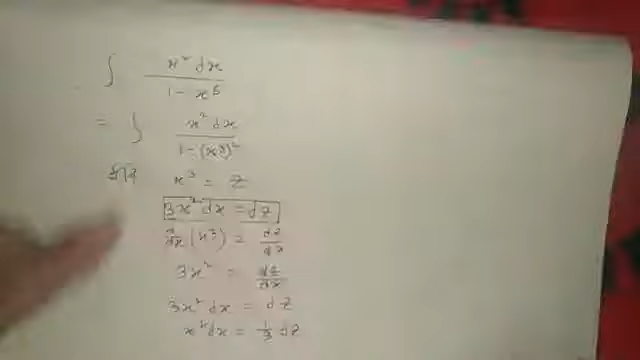 ∫ x² dx / 1 - x⁶
= ∫ x² dx / 1 - (x³)²
ধরি x³ = z
3x² dx = dz
d/dx (x³) = dz/dx
3x² = dz/dx
3x² dx = dz
x² dx = 1/3 dz